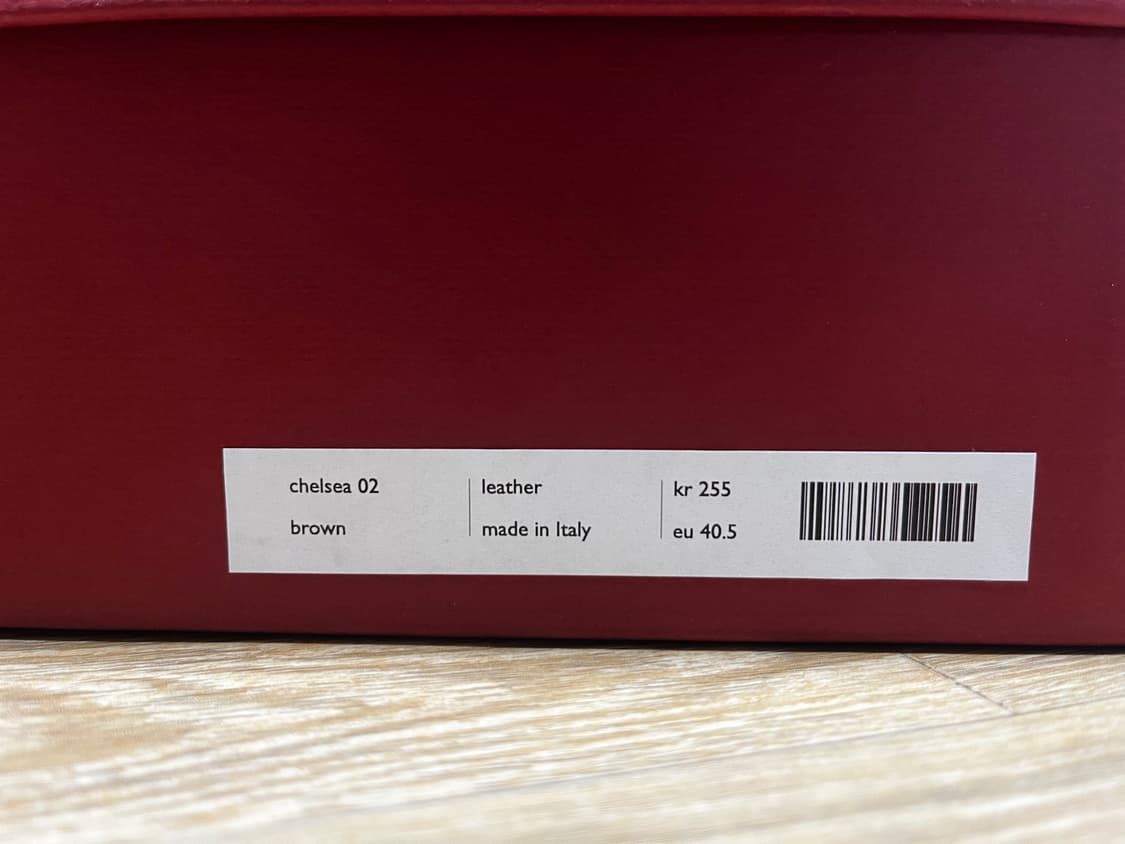 chelsea 02
brown
leather
made in Italy
kr 255
eu 40.5